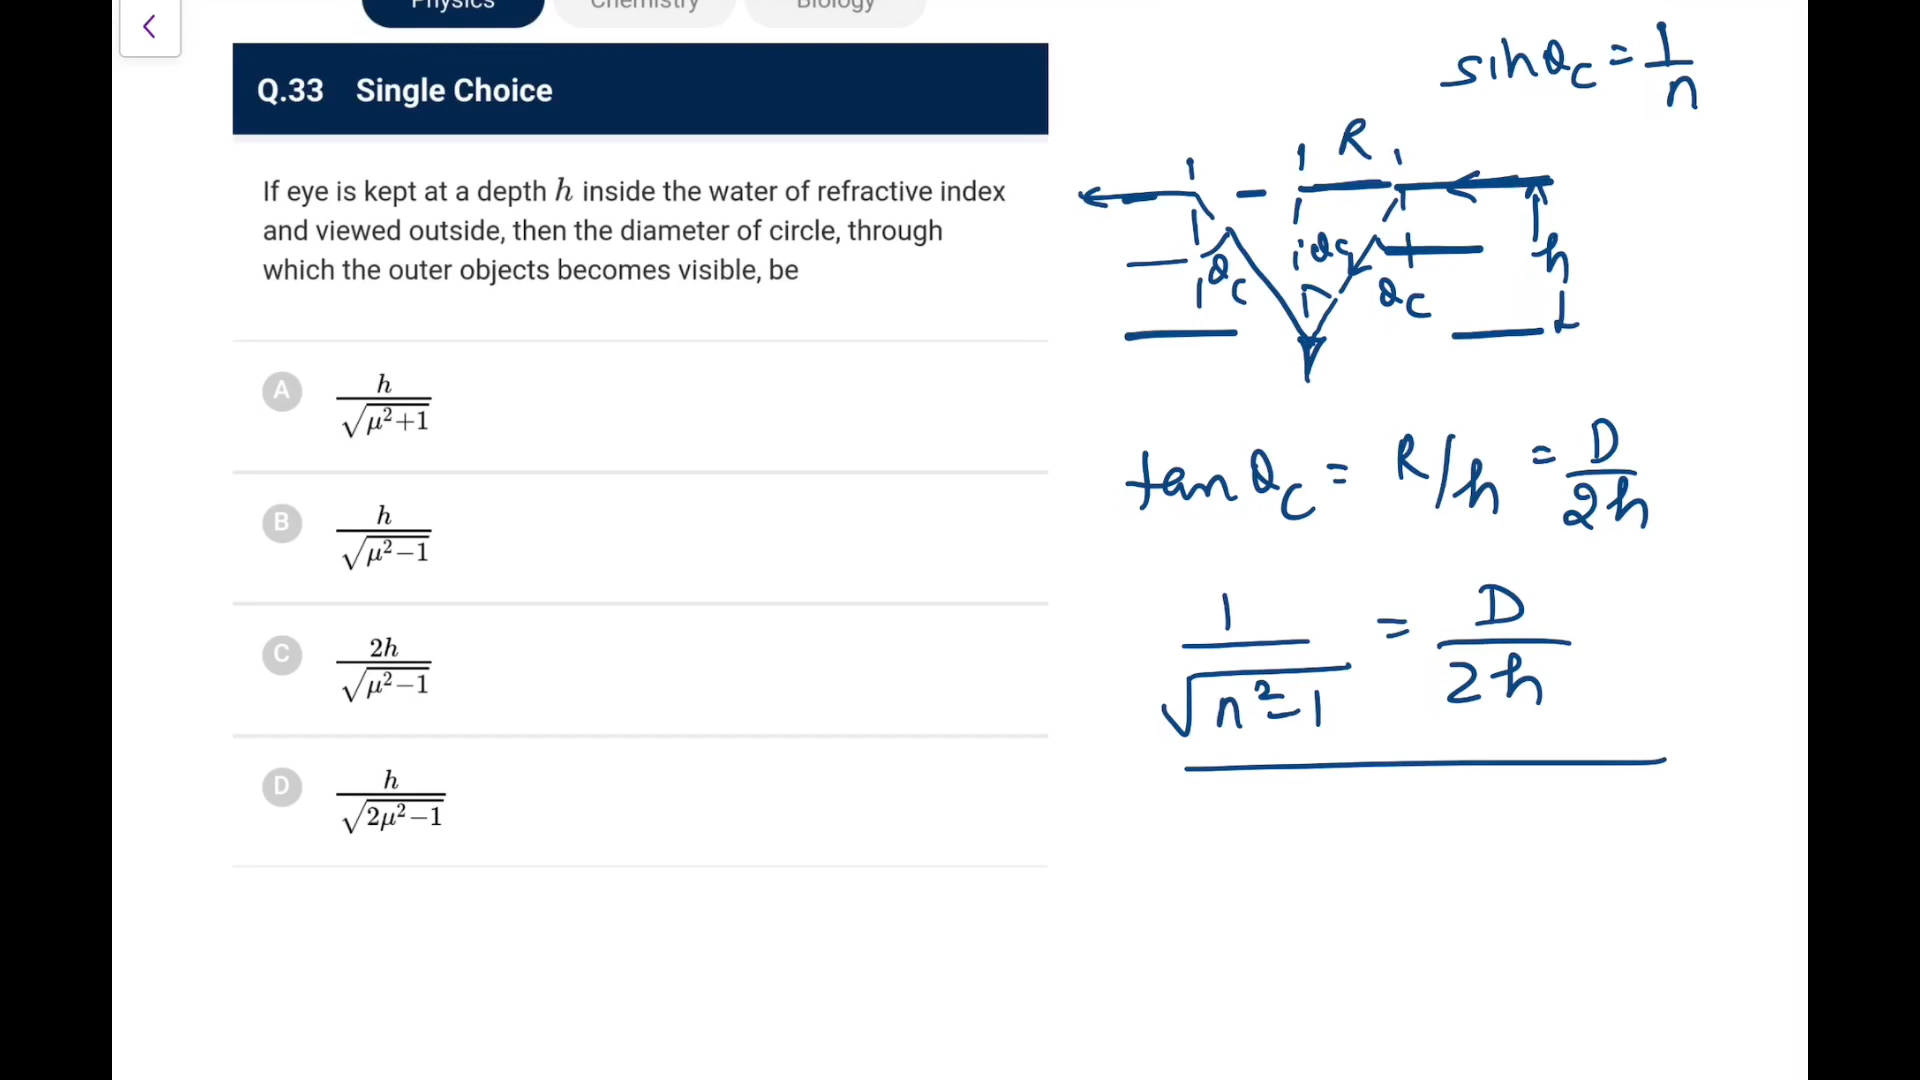 Physics Chemistry Biology
Q.33 Single Choice
If eye is kept at a depth h inside the water of refractive index
and viewed outside, then the diameter of circle, through
which the outer objects becomes visible, be
A h/√(μ²+1)
B h/√(μ²−1)
C 2h/√(μ²−1)
D h/√(2μ²−1)
sinθc = 1/n
R
θc
θc
θc
h
tanθc = R/h = D/2h
1/√(n²−1) = D/2h